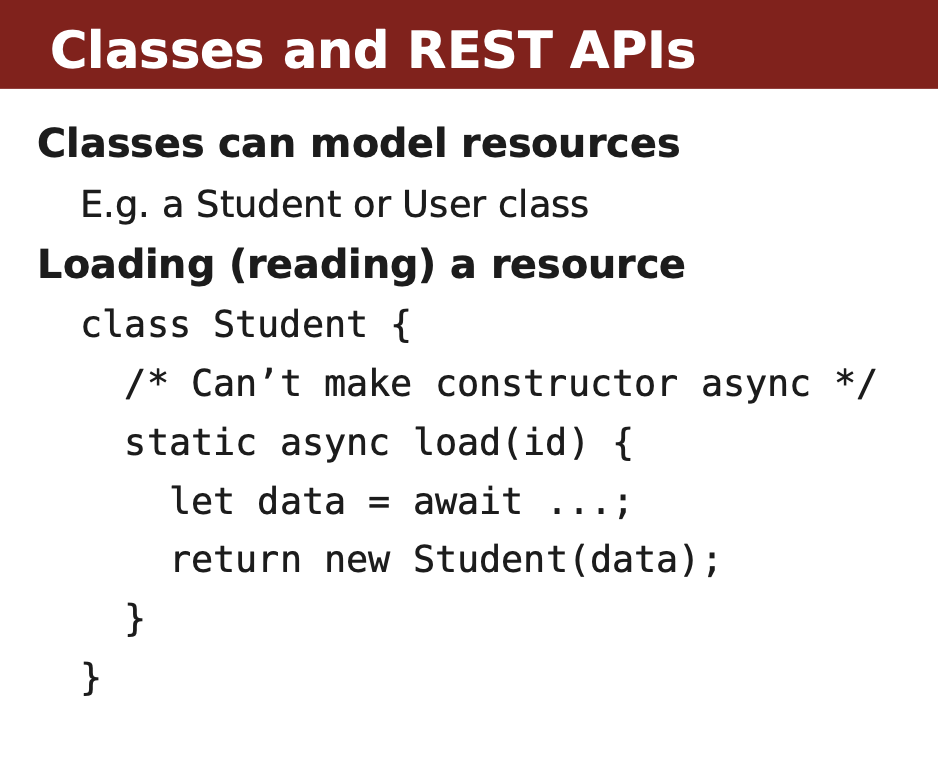 Classes and REST APIs
Classes can model resources
E.g. a Student or User class
Loading (reading) a resource
class Student {
/* Can’t make constructor async */
static async load(id) {
let data = await ...;
return new Student(data);
}
}